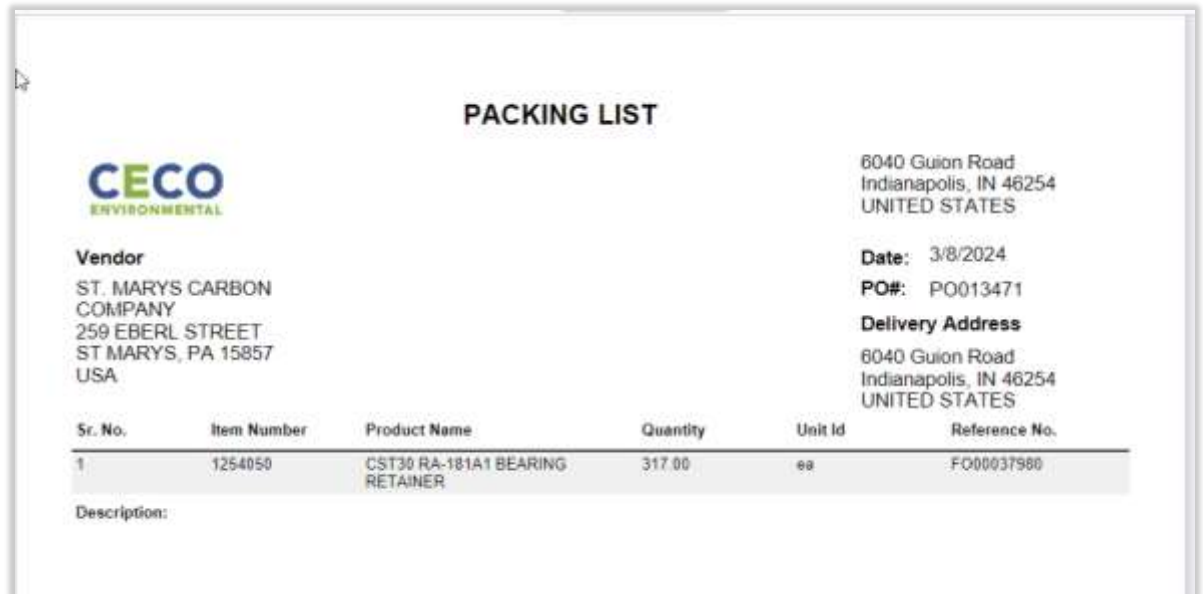 PACKING LIST
CECO
ENVIRONMENTAL
6040 Guion Road
Indianapolis, IN 46254
UNITED STATES
Vendor
ST. MARYS CARBON
COMPANY
259 EBERL STREET
ST MARYS, PA 15857
USA
Date: 3/8/2024
PO#: PO013471
Delivery Address
6040 Guion Road
Indianapolis, IN 46254
UNITED STATES
Sr. No. Item Number Product Name Quantity Unit Id Reference No.
1 1254050 CST30 RA-181A1 BEARING 317.00 ea FO00037980
RETAINER
Description: